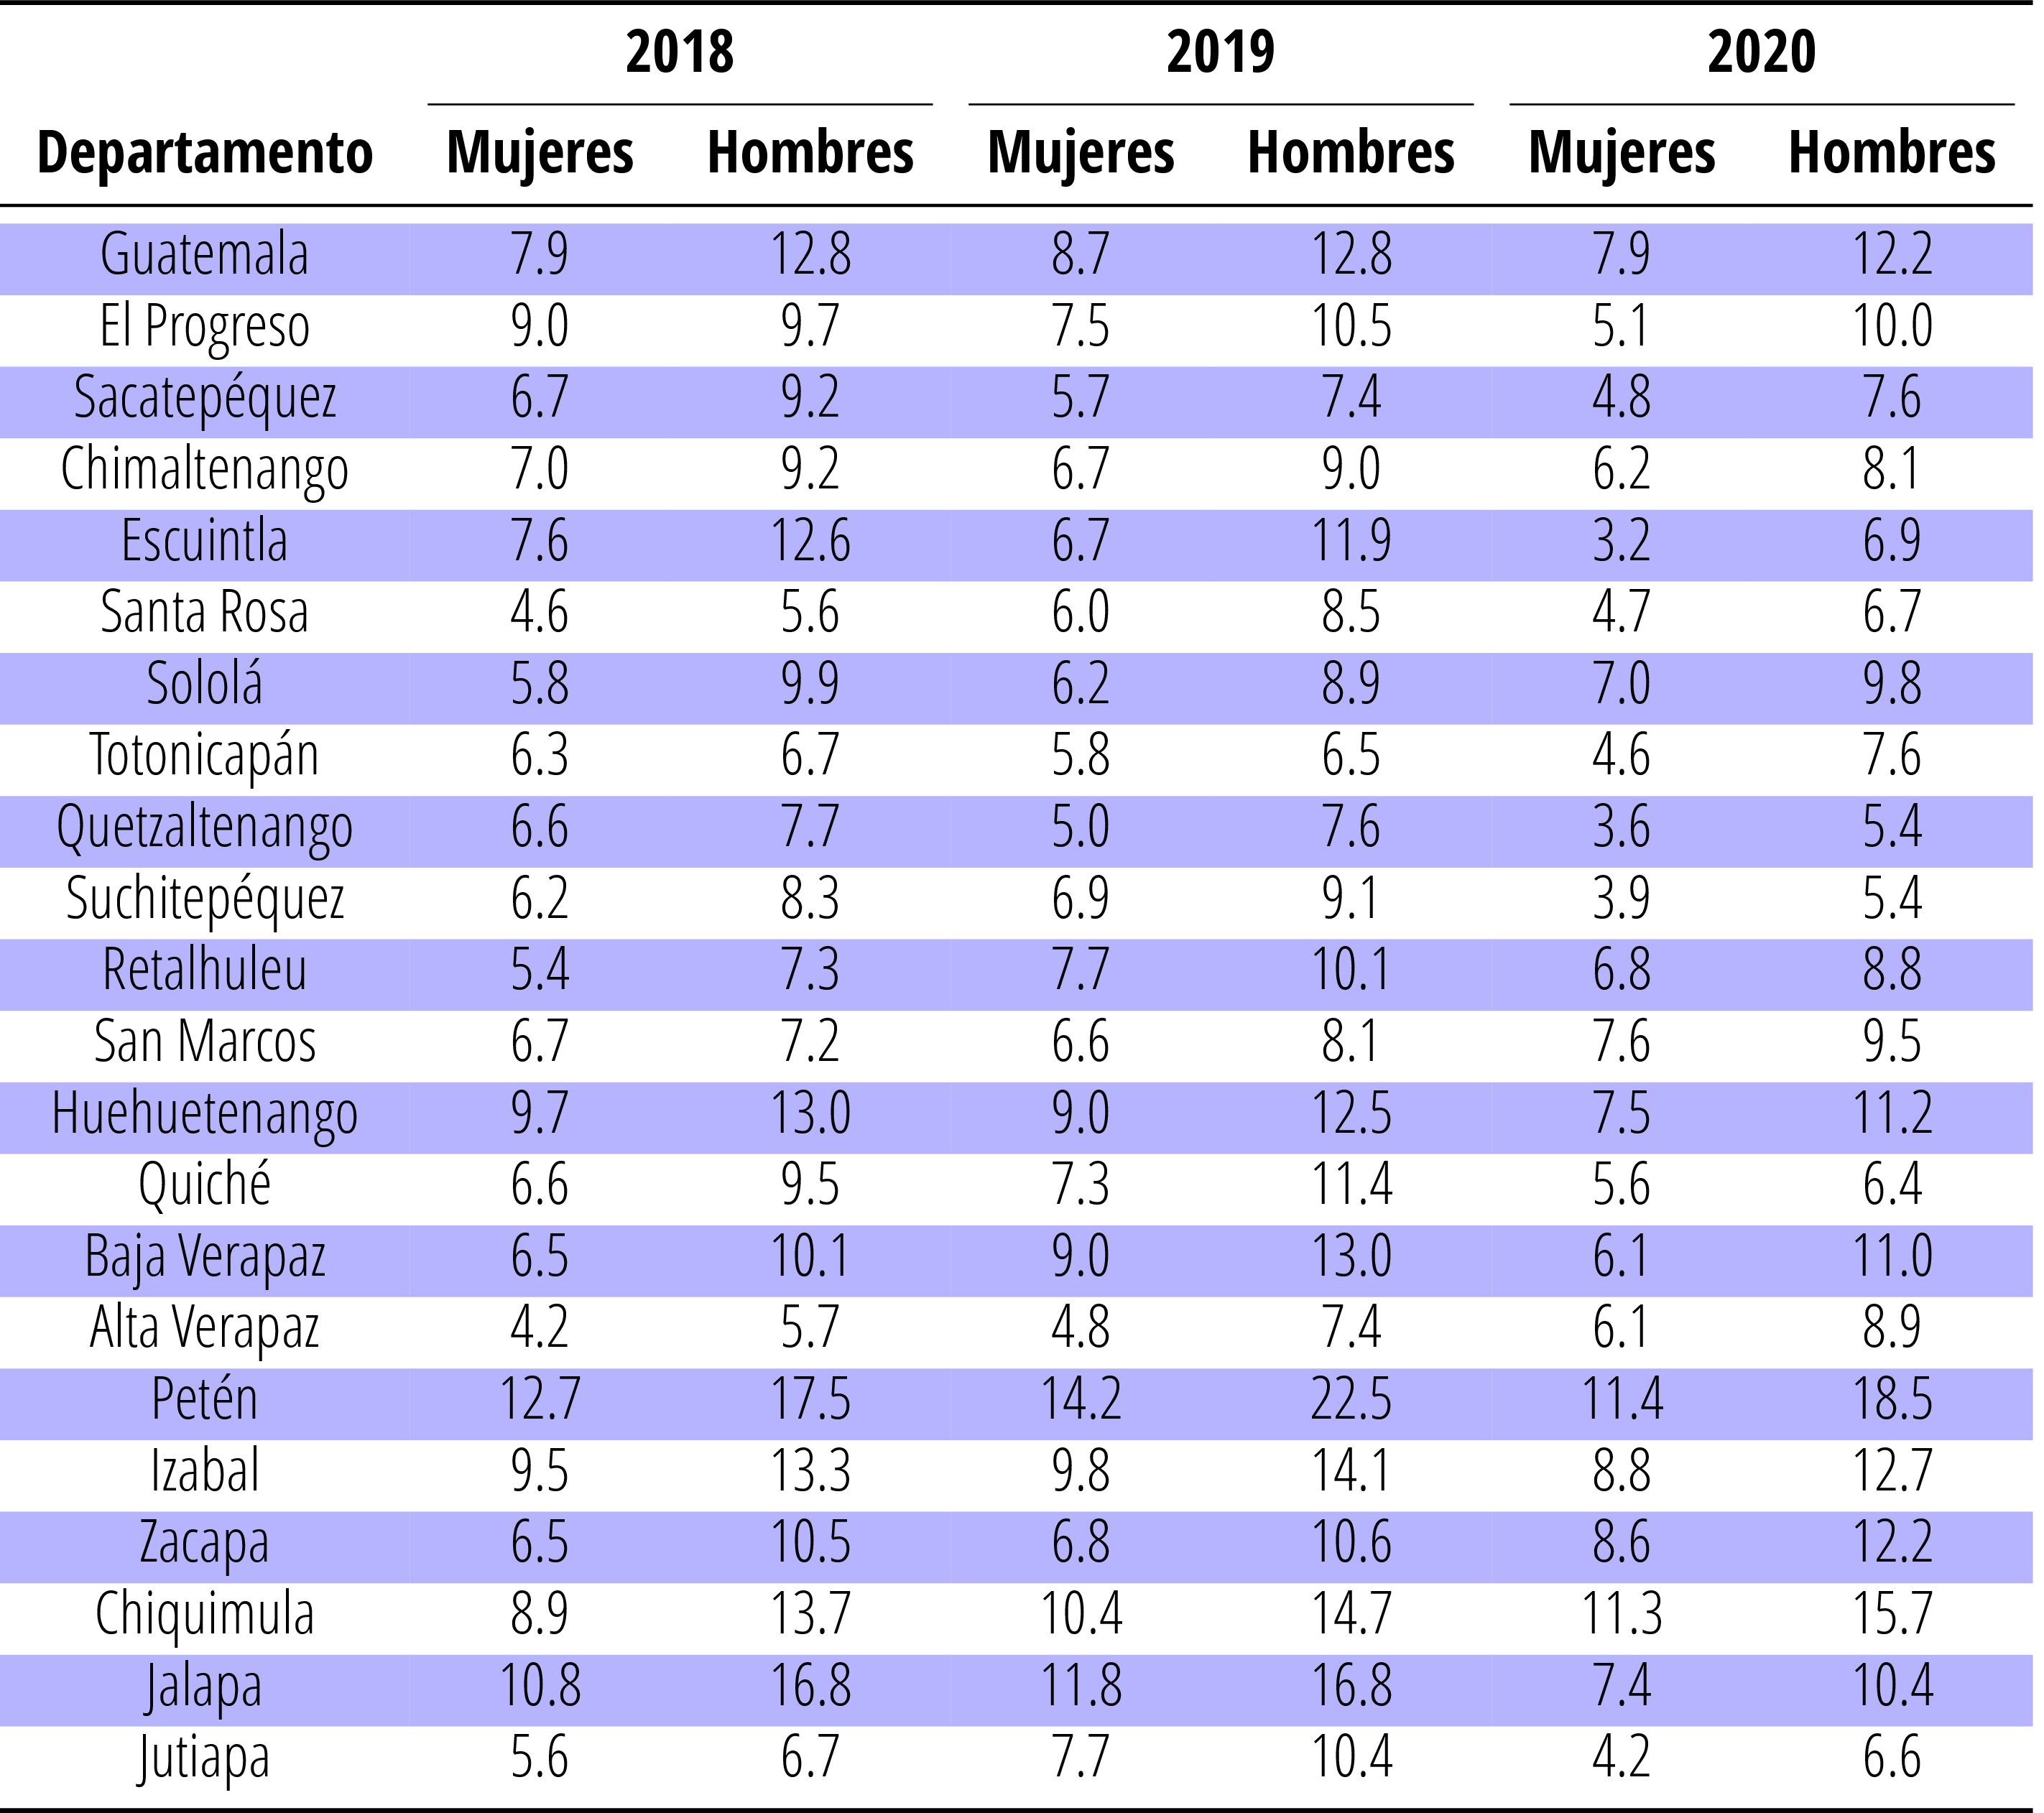 2018 2019 2020
Departamento Mujeres Hombres Mujeres Hombres Mujeres Hombres
Guatemala 7.9 12.8 8.7 12.8 7.9 12.2
El Progreso 9.0 9.7 7.5 10.5 5.1 10.0
Sacatepéquez 6.7 9.2 5.7 7.4 4.8 7.6
Chimaltenango 7.0 9.2 6.7 9.0 6.2 8.1
Escuintla 7.6 12.6 6.7 11.9 3.2 6.9
Santa Rosa 4.6 5.6 6.0 8.5 4.7 6.7
Sololá 5.8 9.9 6.2 8.9 7.0 9.8
Totonicapán 6.3 6.7 5.8 6.5 4.6 7.6
Quetzaltenango 6.6 7.7 5.0 7.6 3.6 5.4
Suchitepéquez 6.2 8.3 6.9 9.1 3.9 5.4
Retalhuleu 5.4 7.3 7.7 10.1 6.8 8.8
San Marcos 6.7 7.2 6.6 8.1 7.6 9.5
Huehuetenango 9.7 13.0 9.0 12.5 7.5 11.2
Quiché 6.6 9.5 7.3 11.4 5.6 6.4
Baja Verapaz 6.5 10.1 9.0 13.0 6.1 11.0
Alta Verapaz 4.2 5.7 4.8 7.4 6.1 8.9
Petén 12.7 17.5 14.2 22.5 11.4 18.5
Izabal 9.5 13.3 9.8 14.1 8.8 12.7
Zacapa 6.5 10.5 6.8 10.6 8.6 12.2
Chiquimula 8.9 13.7 10.4 14.7 11.3 15.7
Jalapa 10.8 16.8 11.8 16.8 7.4 10.4
Jutiapa 5.6 6.7 7.7 10.4 4.2 6.6